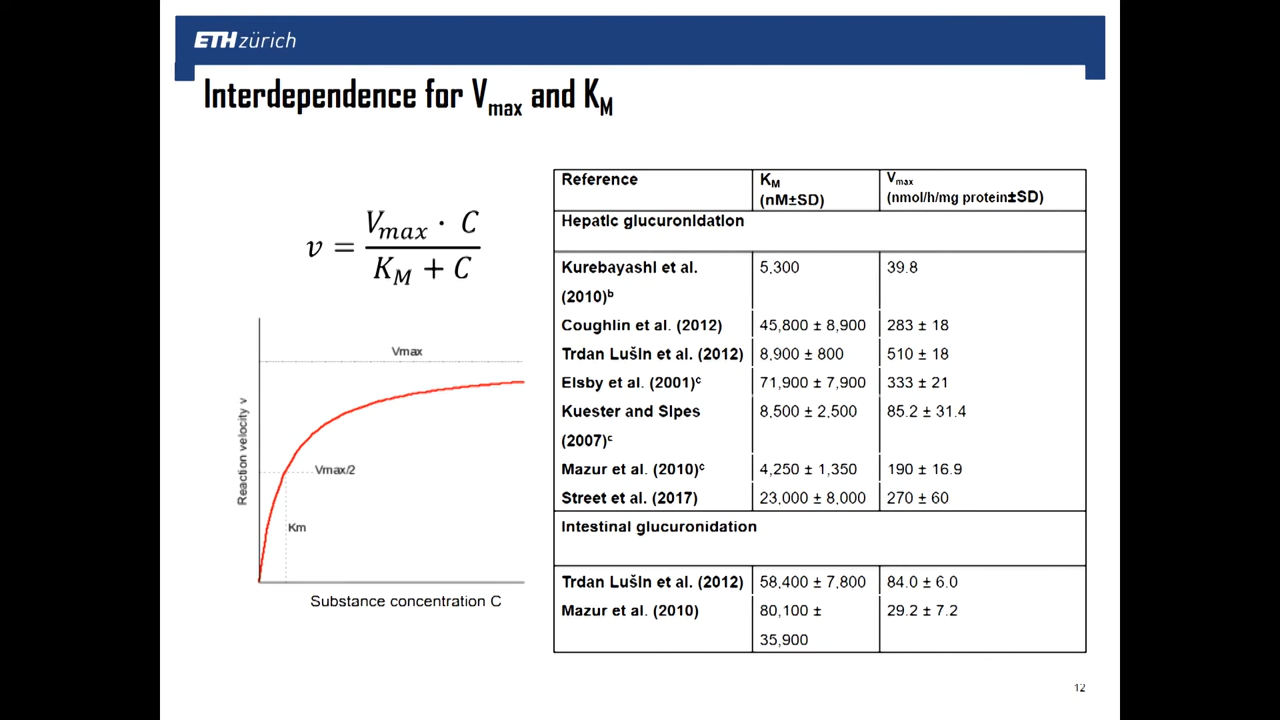 ETH zürich
Interdependence for Vmax and KM
v = Vmax · C / KM + C
Vmax
Vmax/2
Km
Reaction velocity v
Substance concentration C
Reference KM (nM±SD) Vmax (nmol/h/mg protein±SD)
Hepatic glucuronidation
KurebayashI et al. (2010)b 5,300 39.8
Coughlin et al. (2012) 45,800 ± 8,900 283 ± 18
Trdan LušIn et al. (2012) 8,900 ± 800 510 ± 18
Elsby et al. (2001)c 71,900 ± 7,900 333 ± 21
Kuester and SIpes (2007)c 8,500 ± 2,500 85.2 ± 31.4
Mazur et al. (2010)c 4,250 ± 1,350 190 ± 16.9
Street et al. (2017) 23,000 ± 8,000 270 ± 60
Intestinal glucuronidation
Trdan LušIn et al. (2012) 58,400 ± 7,800 84.0 ± 6.0
Mazur et al. (2010) 80,100 ± 35,900 29.2 ± 7.2
12